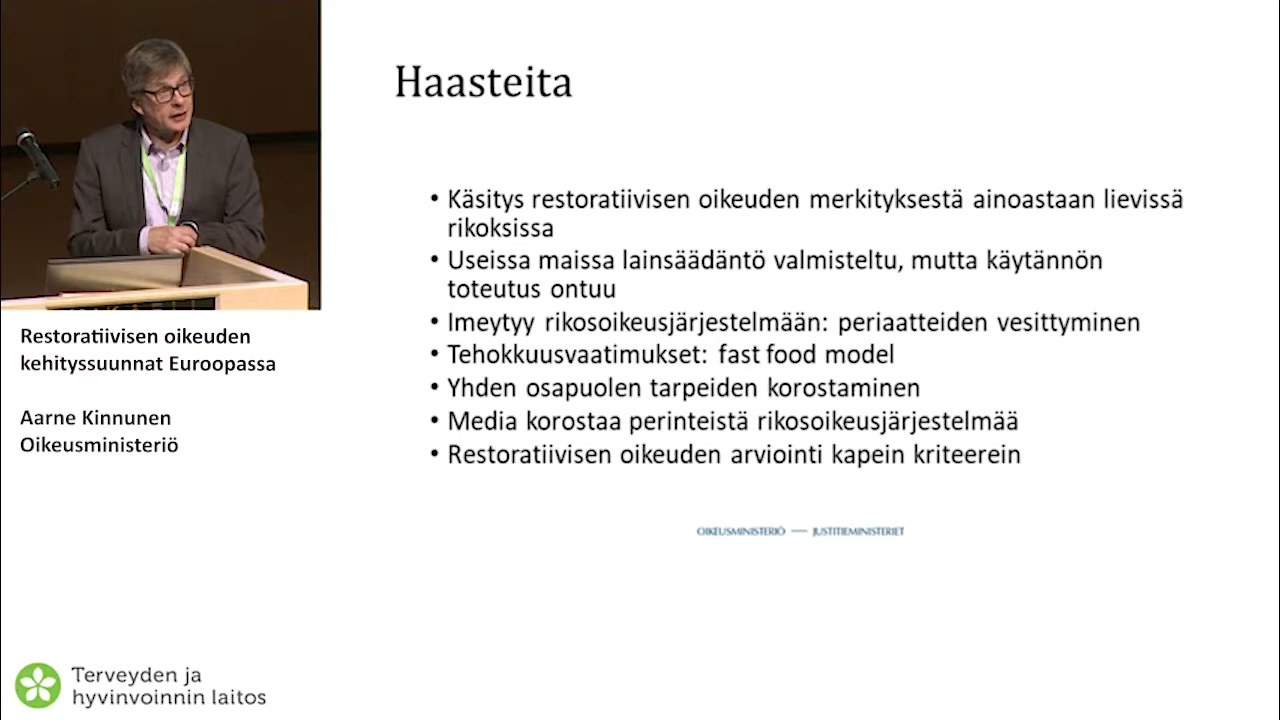 Haasteita
• Käsitys restoratiivisen oikeuden merkityksestä ainoastaan lievissä
rikoksissa
• Useissa maissa lainsäädäntö valmisteltu, mutta käytännön
toteutus ontuu
• Imeytyy rikosoikeusjärjestelmään: periaatteiden vesittyminen
• Tehokkuusvaatimukset: fast food model
• Yhden osapuolen tarpeiden korostaminen
• Media korostaa perinteistä rikosoikeusjärjestelmää
• Restoratiivisen oikeuden arviointi kapein kriteerein
OIKEUSMINISTERIÖ — JUSTITIEMINISTERIET
Restoratiivisen oikeuden
kehityssuunnat Euroopassa
Aarne Kinnunen
Oikeusministeriö
Terveyden ja
hyvinvoinnin laitos